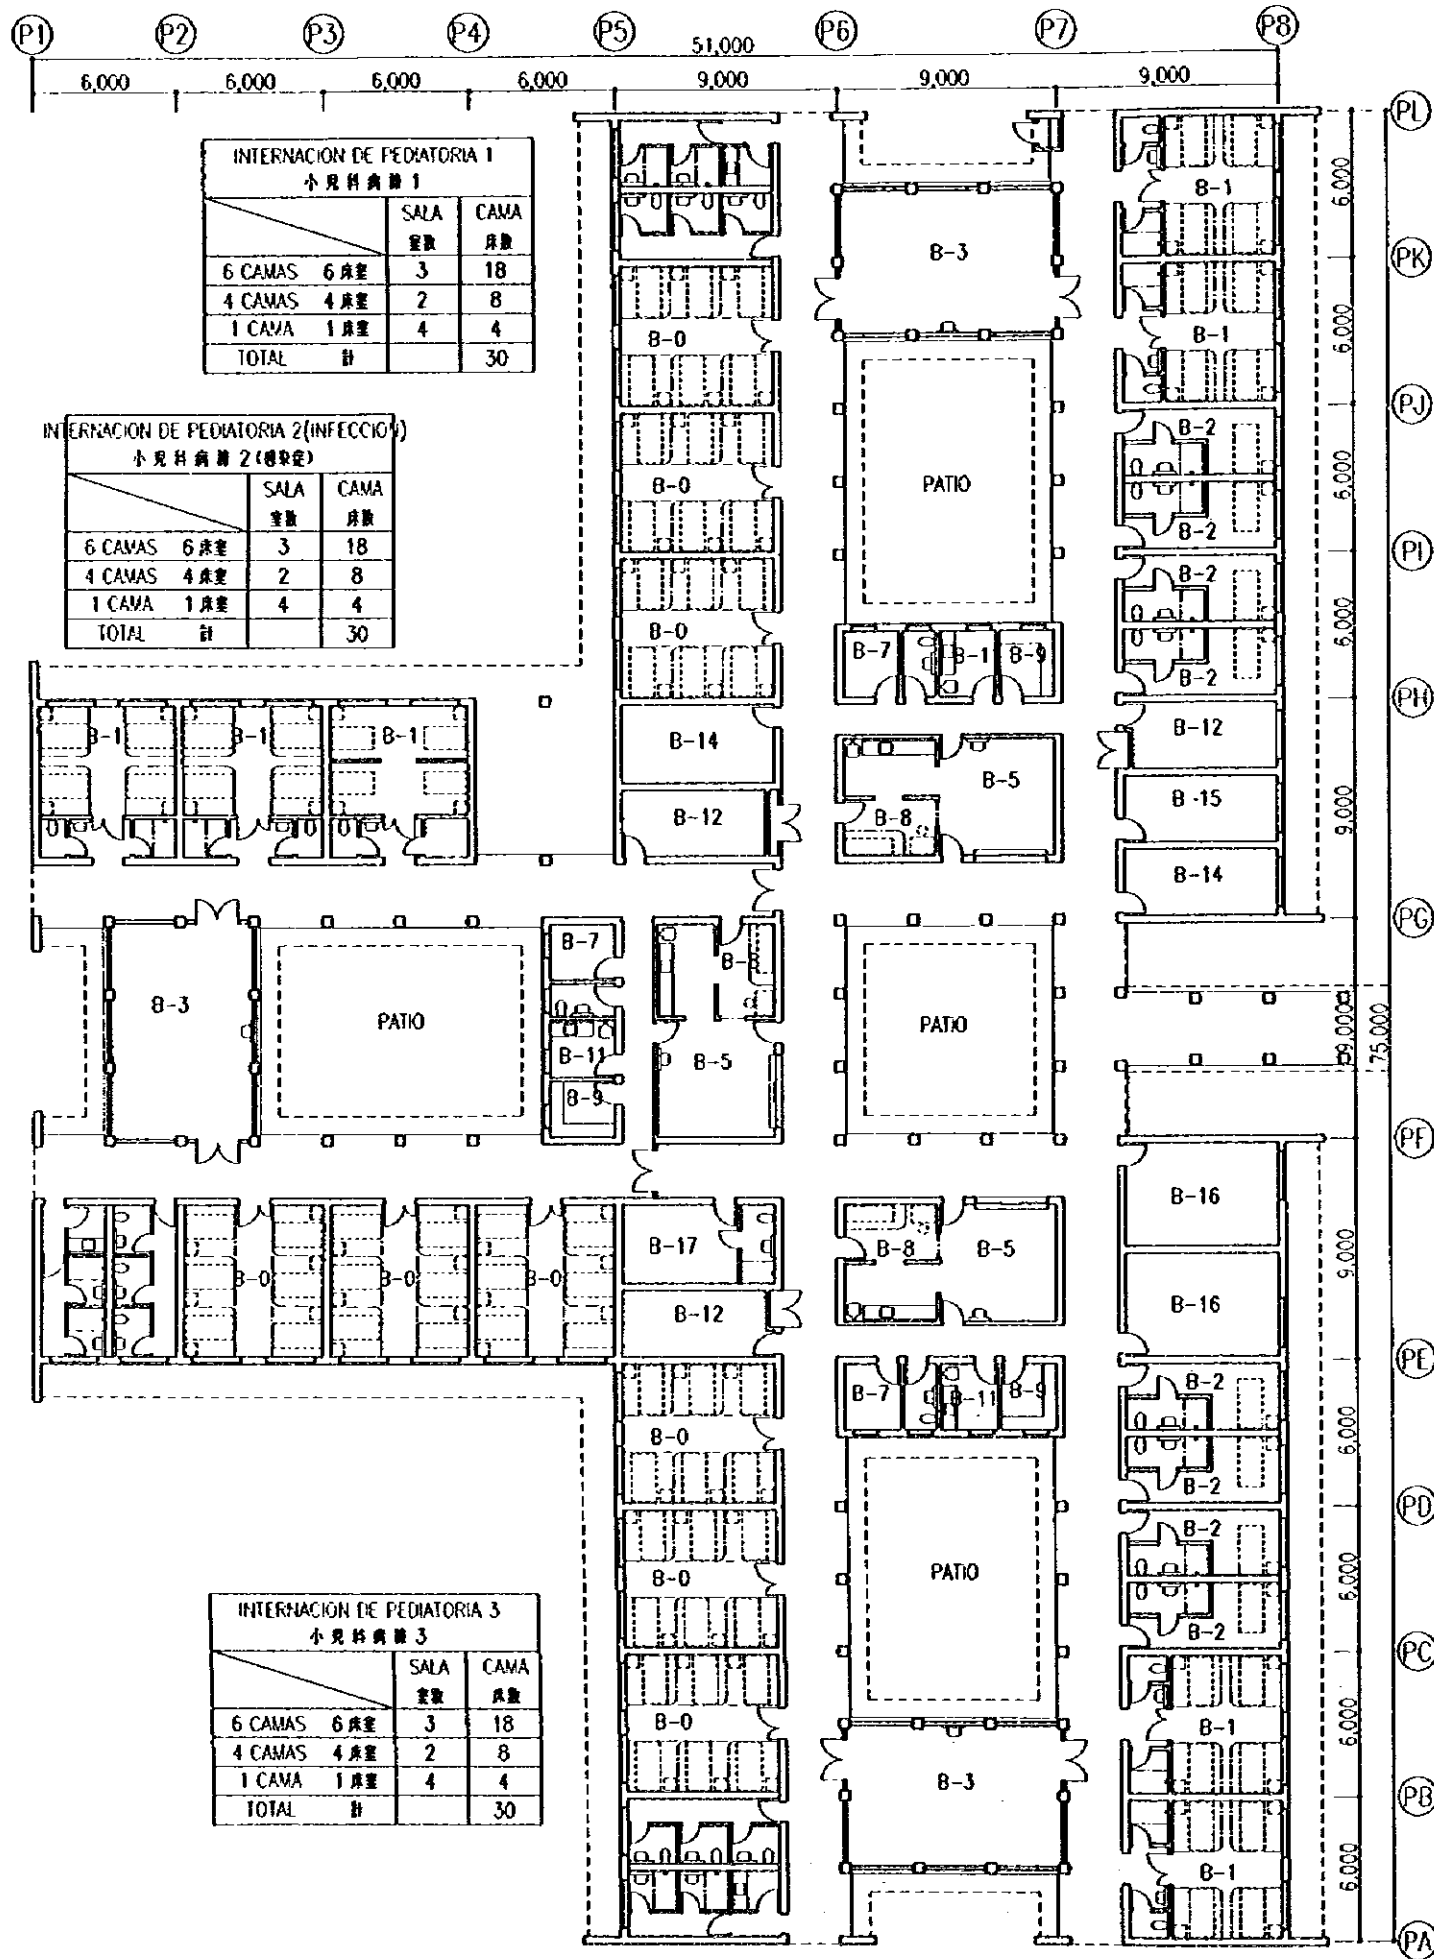 P1 P2 P3 P4 P5 P6 P7 P8
51,000
6,000 6,000 6,000 6,000 9,000 9,000 9,000
PL
INTERNACION DE PEDIATORIA 1
小児科病棟 1
SALA CAMA
室数 床数
6 CAMAS 6床室 3 18
4 CAMAS 4床室 2 8
1 CAMA 1床室 4 4
TOTAL 計 30
B-1
6,000
B-3
PK
B-0
B-1
6,000
PJ
INTERNACION DE PEDIATORIA 2(INFECCION)
小児科病棟 2(感染症)
SALA CAMA
室数 床数
6 CAMAS 6床室 3 18
4 CAMAS 4床室 2 8
1 CAMA 1床室 4 4
TOTAL 計 30
B-2
B-0
PATIO
6,000
B-2
PI
B-2
B-0
6,000
B-7 B-1 B-9
B-2
PH
B-1 B-1 B-1
B-14
B-12
B-5
B-15
B-12
B-8
9,000
B-14
PG
B-7
B-8
B-3
PATIO
PATIO
B-11
B-5
B-9
9,000
75,000
PF
B-16
B-17
B-8
B-5
B-0 B-0 B-0
9,000
B-12
B-16
PE
B-7 B-11 B-9
B-2
B-0
6,000
B-2
PD
B-2
PATIO
B-0
6,000
B-2
PC
INTERNACION DE PEDIATORIA 3
小児科病棟 3
SALA CAMA
室数 床数
6 CAMAS 6床室 3 18
4 CAMAS 4床室 2 8
1 CAMA 1床室 4 4
TOTAL 計 30
B-0
B-1
6,000
B-3
PB
B-1
6,000
PA